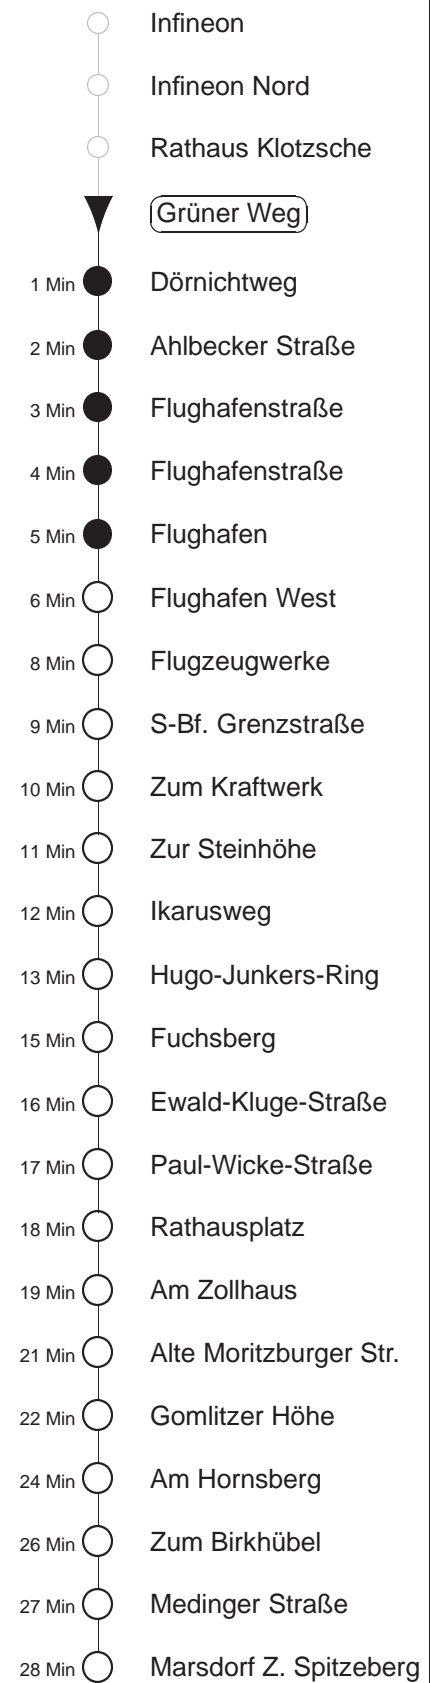 Infineon
Infineon Nord
Rathaus Klotzsche
Grüner Weg
1 Min Dörnichtweg
2 Min Ahlbecker Straße
3 Min Flughafenstraße
4 Min Flughafenstraße
5 Min Flughafen
6 Min Flughafen West
8 Min Flugzeugwerke
9 Min S-Bf. Grenzstraße
10 Min Zum Kraftwerk
11 Min Zur Steinhöhe
12 Min Ikarusweg
13 Min Hugo-Junkers-Ring
15 Min Fuchsberg
16 Min Ewald-Kluge-Straße
17 Min Paul-Wicke-Straße
18 Min Rathausplatz
19 Min Am Zollhaus
21 Min Alte Moritzburger Str.
22 Min Gomlitzer Höhe
24 Min Am Hornsberg
26 Min Zum Birkhübel
27 Min Medinger Straße
28 Min Marsdorf Z. Spitzeberg